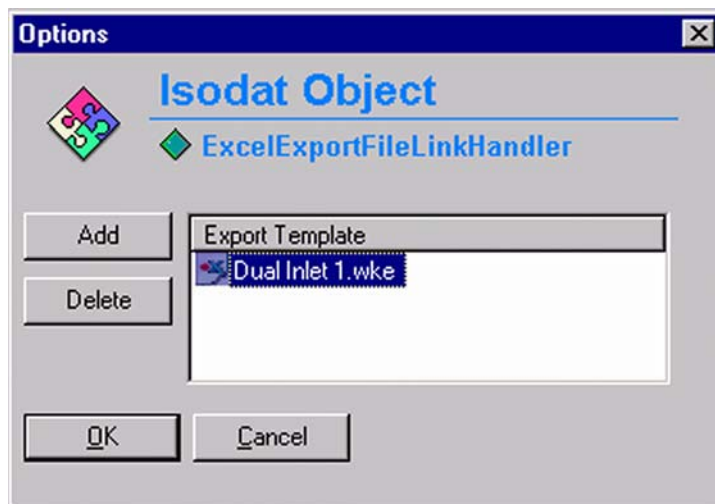 Options
Isodat Object
ExcelExportFileLinkHandler
Add
Export Template
Dual Inlet 1.wke
Delete
OK
Cancel